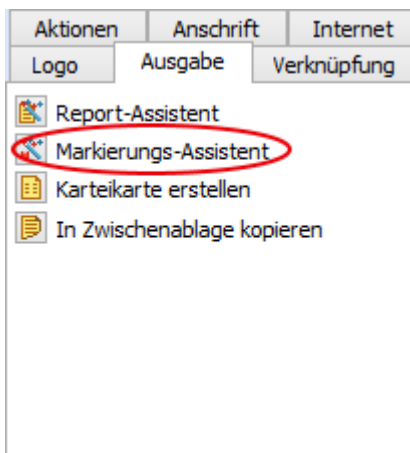 Aktionen Anschrift Internet
Logo Ausgabe Verknüpfung
Report-Assistent
Markierungs-Assistent
Karteikarte erstellen
In Zwischenablage kopieren